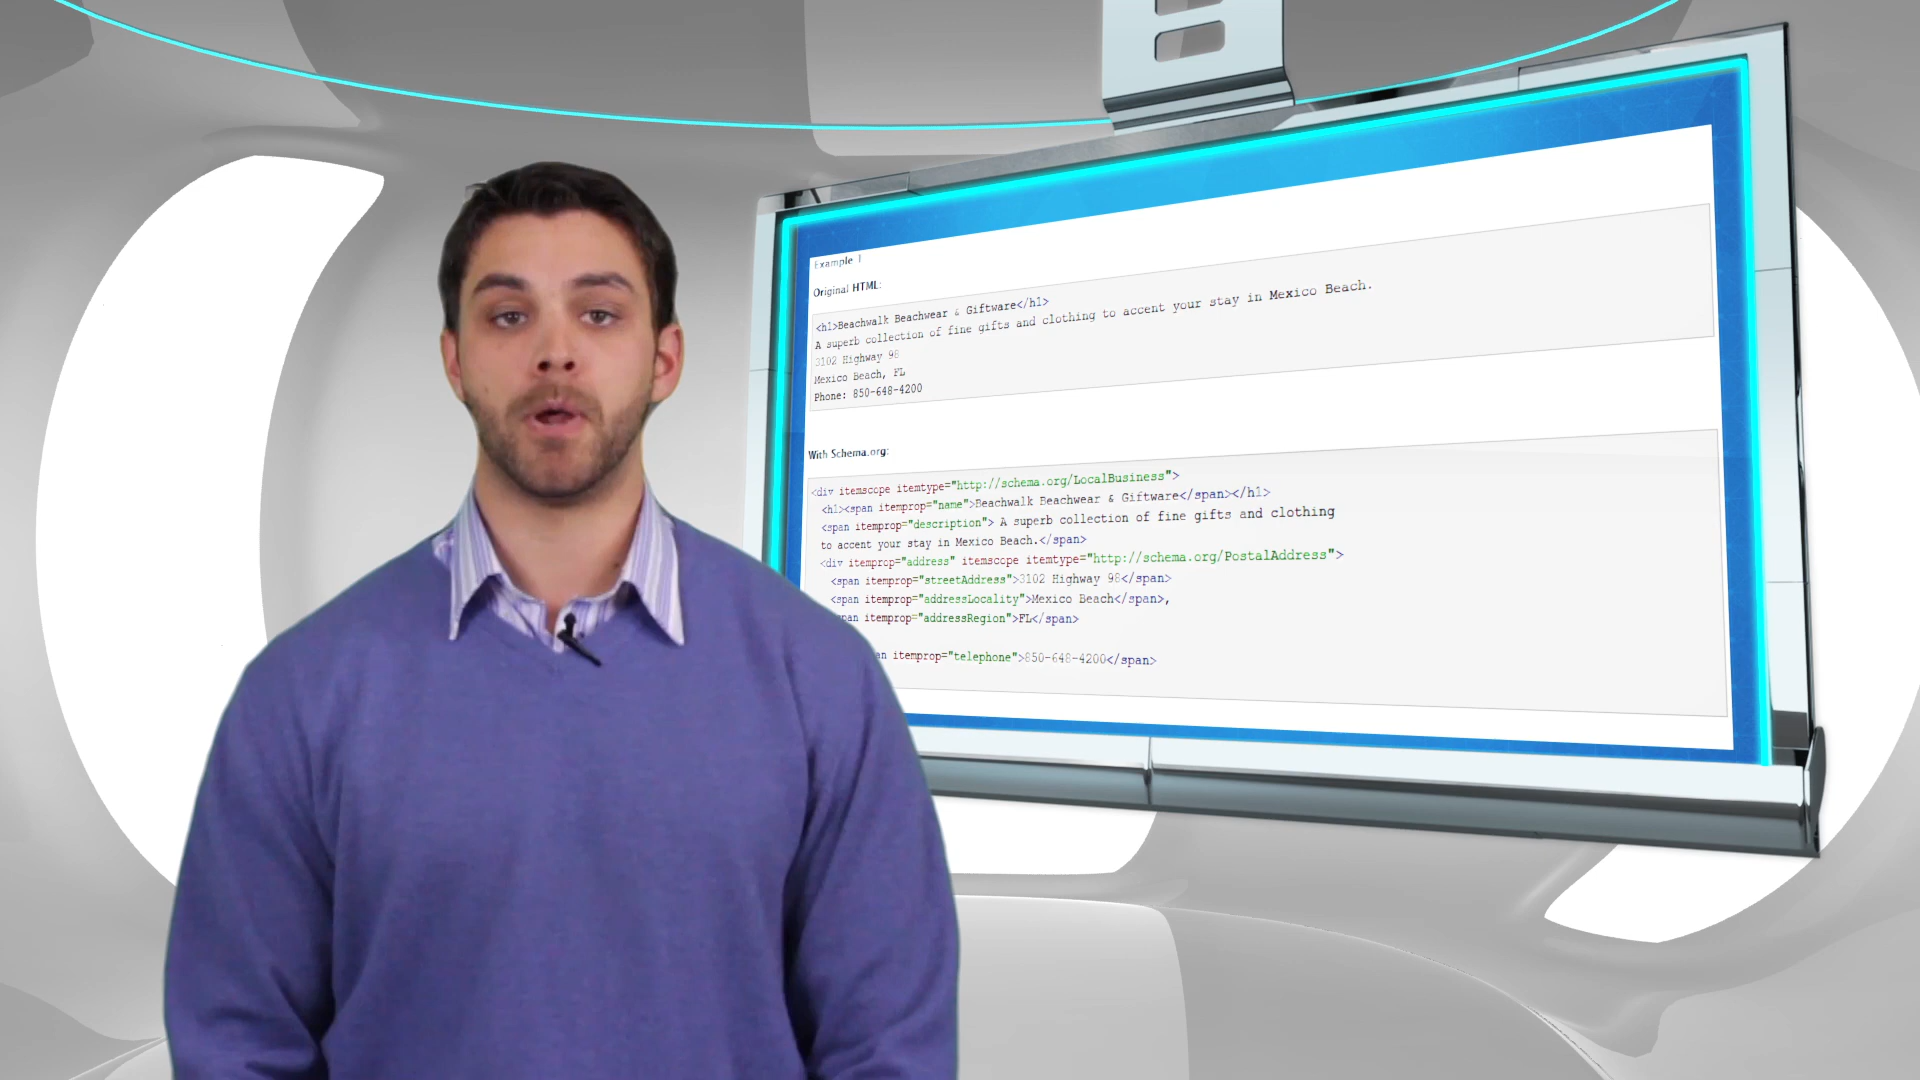 Example 1
Original HTML:
<h1>Beachwalk Beachwear & Giftware</h1>
A superb collection of fine gifts and clothing to accent your stay in Mexico Beach.
3102 Highway 98
Mexico Beach, FL
Phone: 850-648-4200
With Schema.org:
<div itemscope itemtype="http://schema.org/LocalBusiness">
<h1><span itemprop="name">Beachwalk Beachwear & Giftware</span></h1>
<span itemprop="description"> A superb collection of fine gifts and clothing
to accent your stay in Mexico Beach.</span>
<div itemprop="address" itemscope itemtype="http://schema.org/PostalAddress">
<span itemprop="streetAddress">3102 Highway 98</span>
<span itemprop="addressLocality">Mexico Beach</span>,
pan itemprop="addressRegion">FL</span>
an itemprop="telephone">850-648-4200</span>